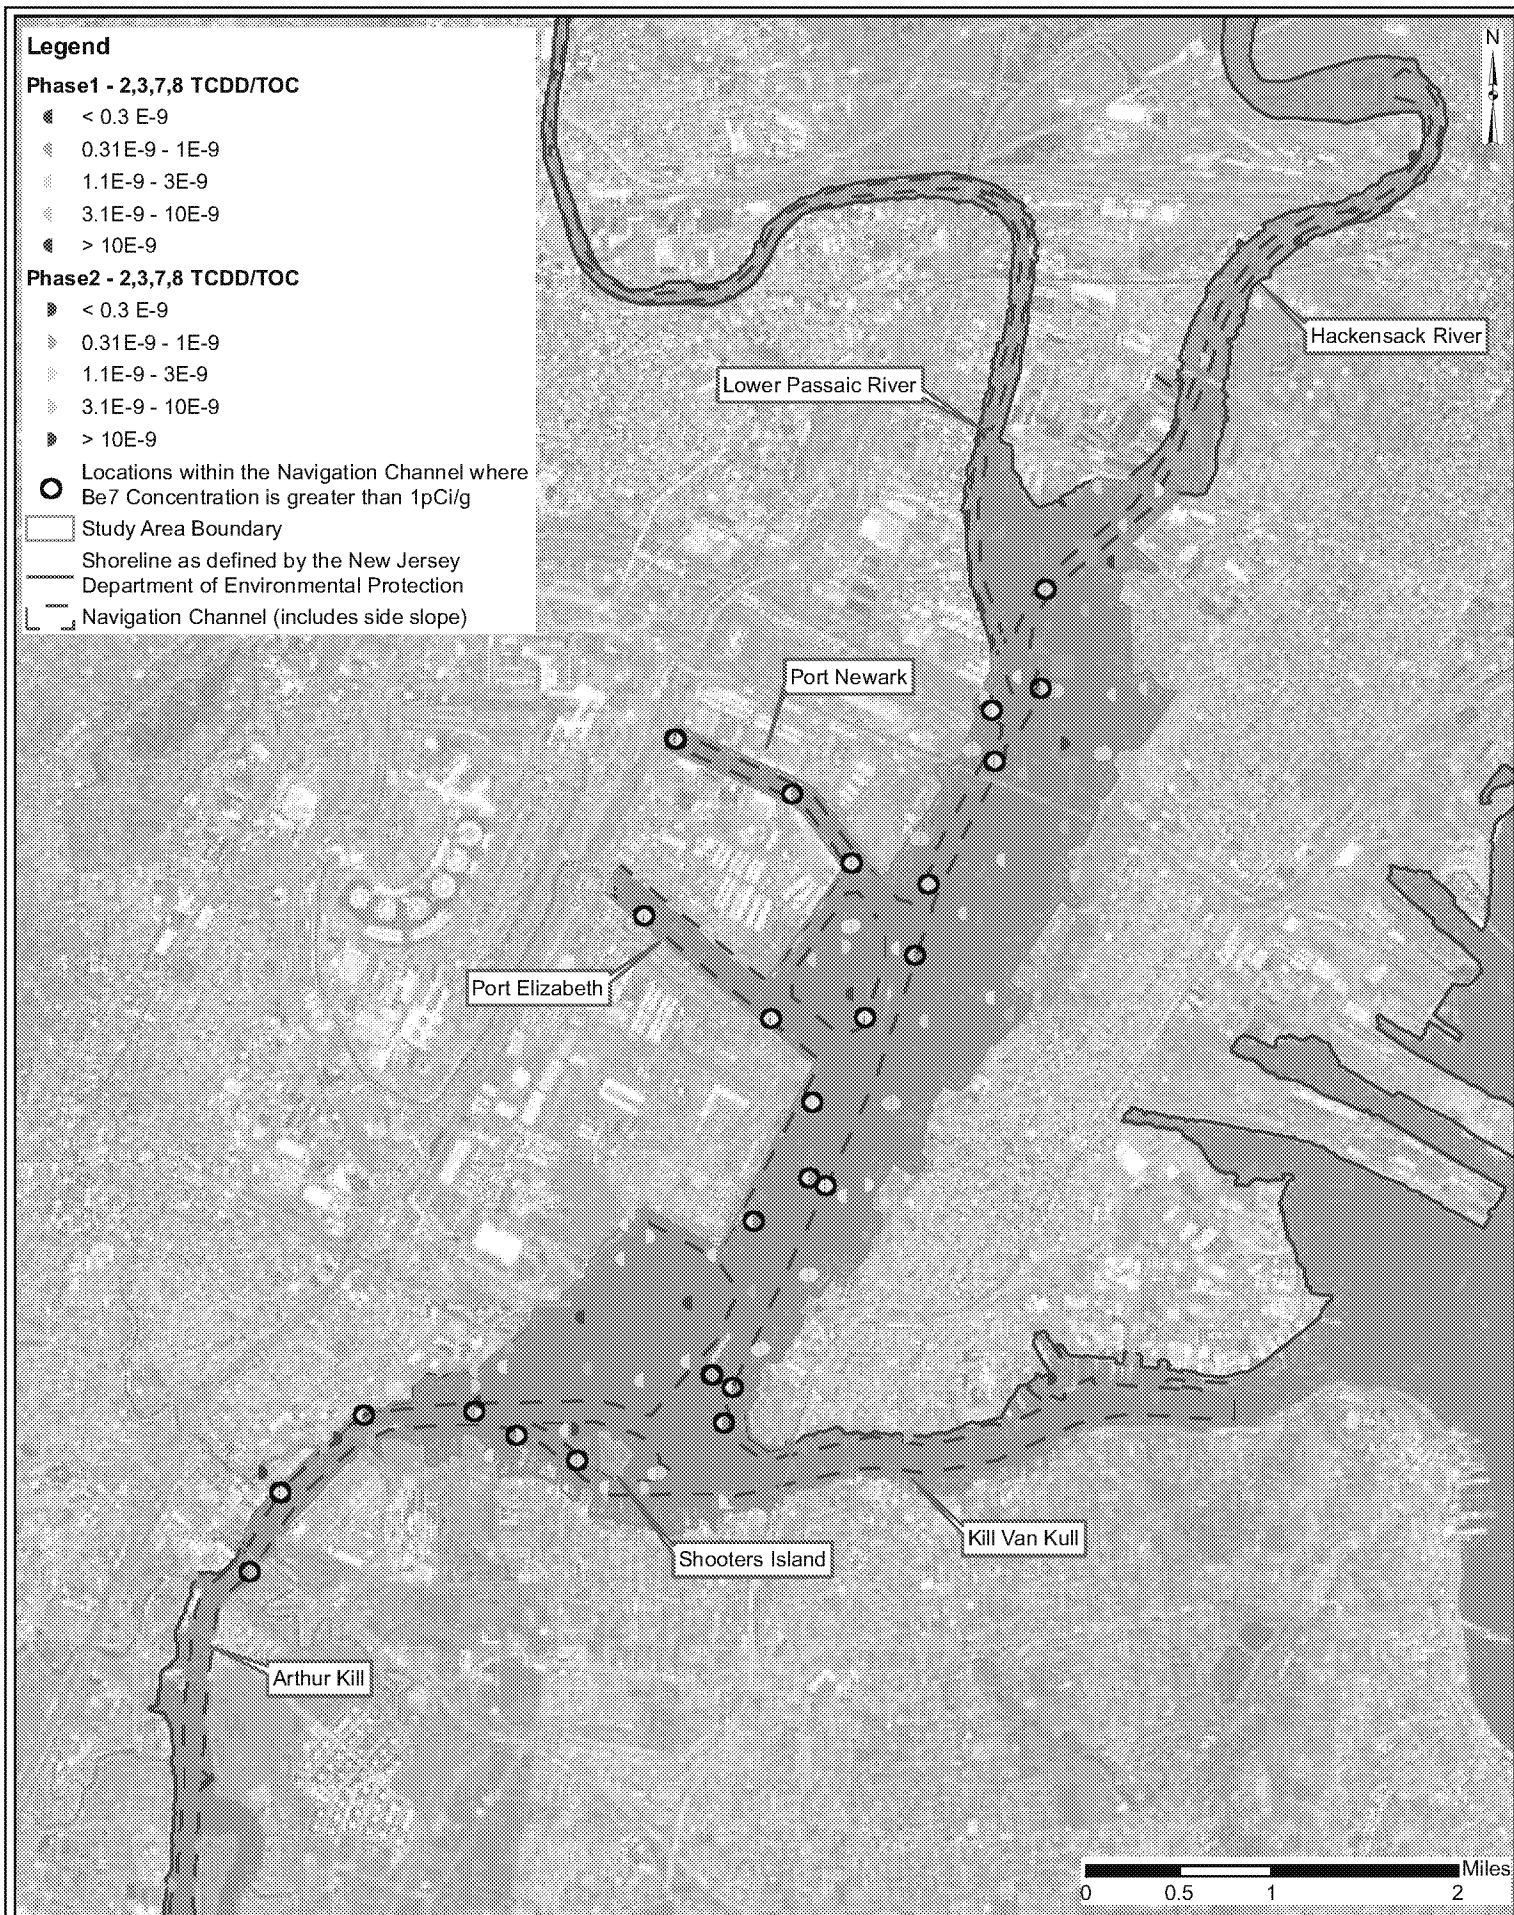 Legend
Phase1 - 2,3,7,8 TCDD/TOC
< 0.3 E-9
0.31E-9 - 1E-9
1.1E-9 - 3E-9
3.1E-9 - 10E-9
> 10E-9
Phase2 - 2,3,7,8 TCDD/TOC
< 0.3 E-9
0.31E-9 - 1E-9
1.1E-9 - 3E-9
3.1E-9 - 10E-9
> 10E-9
Locations within the Navigation Channel where
Be7 Concentration is greater than 1pCi/g
Study Area Boundary
Shoreline as defined by the New Jersey
Department of Environmental Protection
Navigation Channel (includes side slope)
N
Hackensack River
Lower Passaic River
Port Newark
Port Elizabeth
Kill Van Kull
Shooters Island
Arthur Kill
Miles
0 0.5 1 2